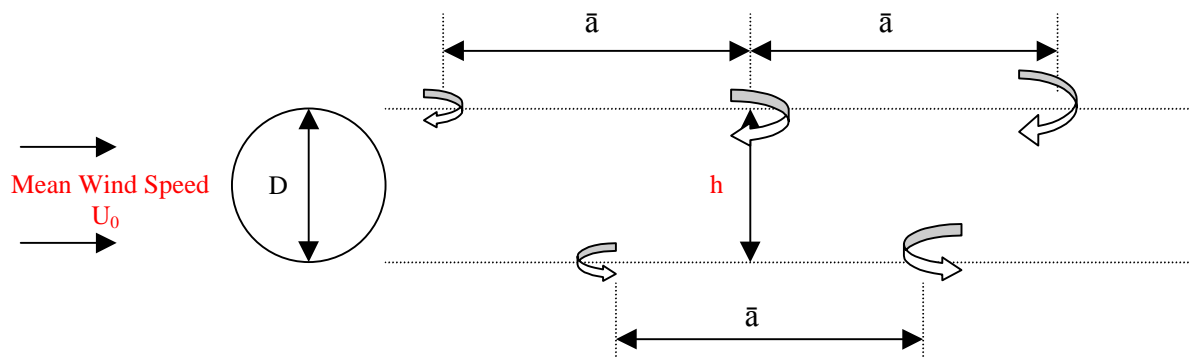 ā ā
Mean Wind Speed
U₀
D
h
ā